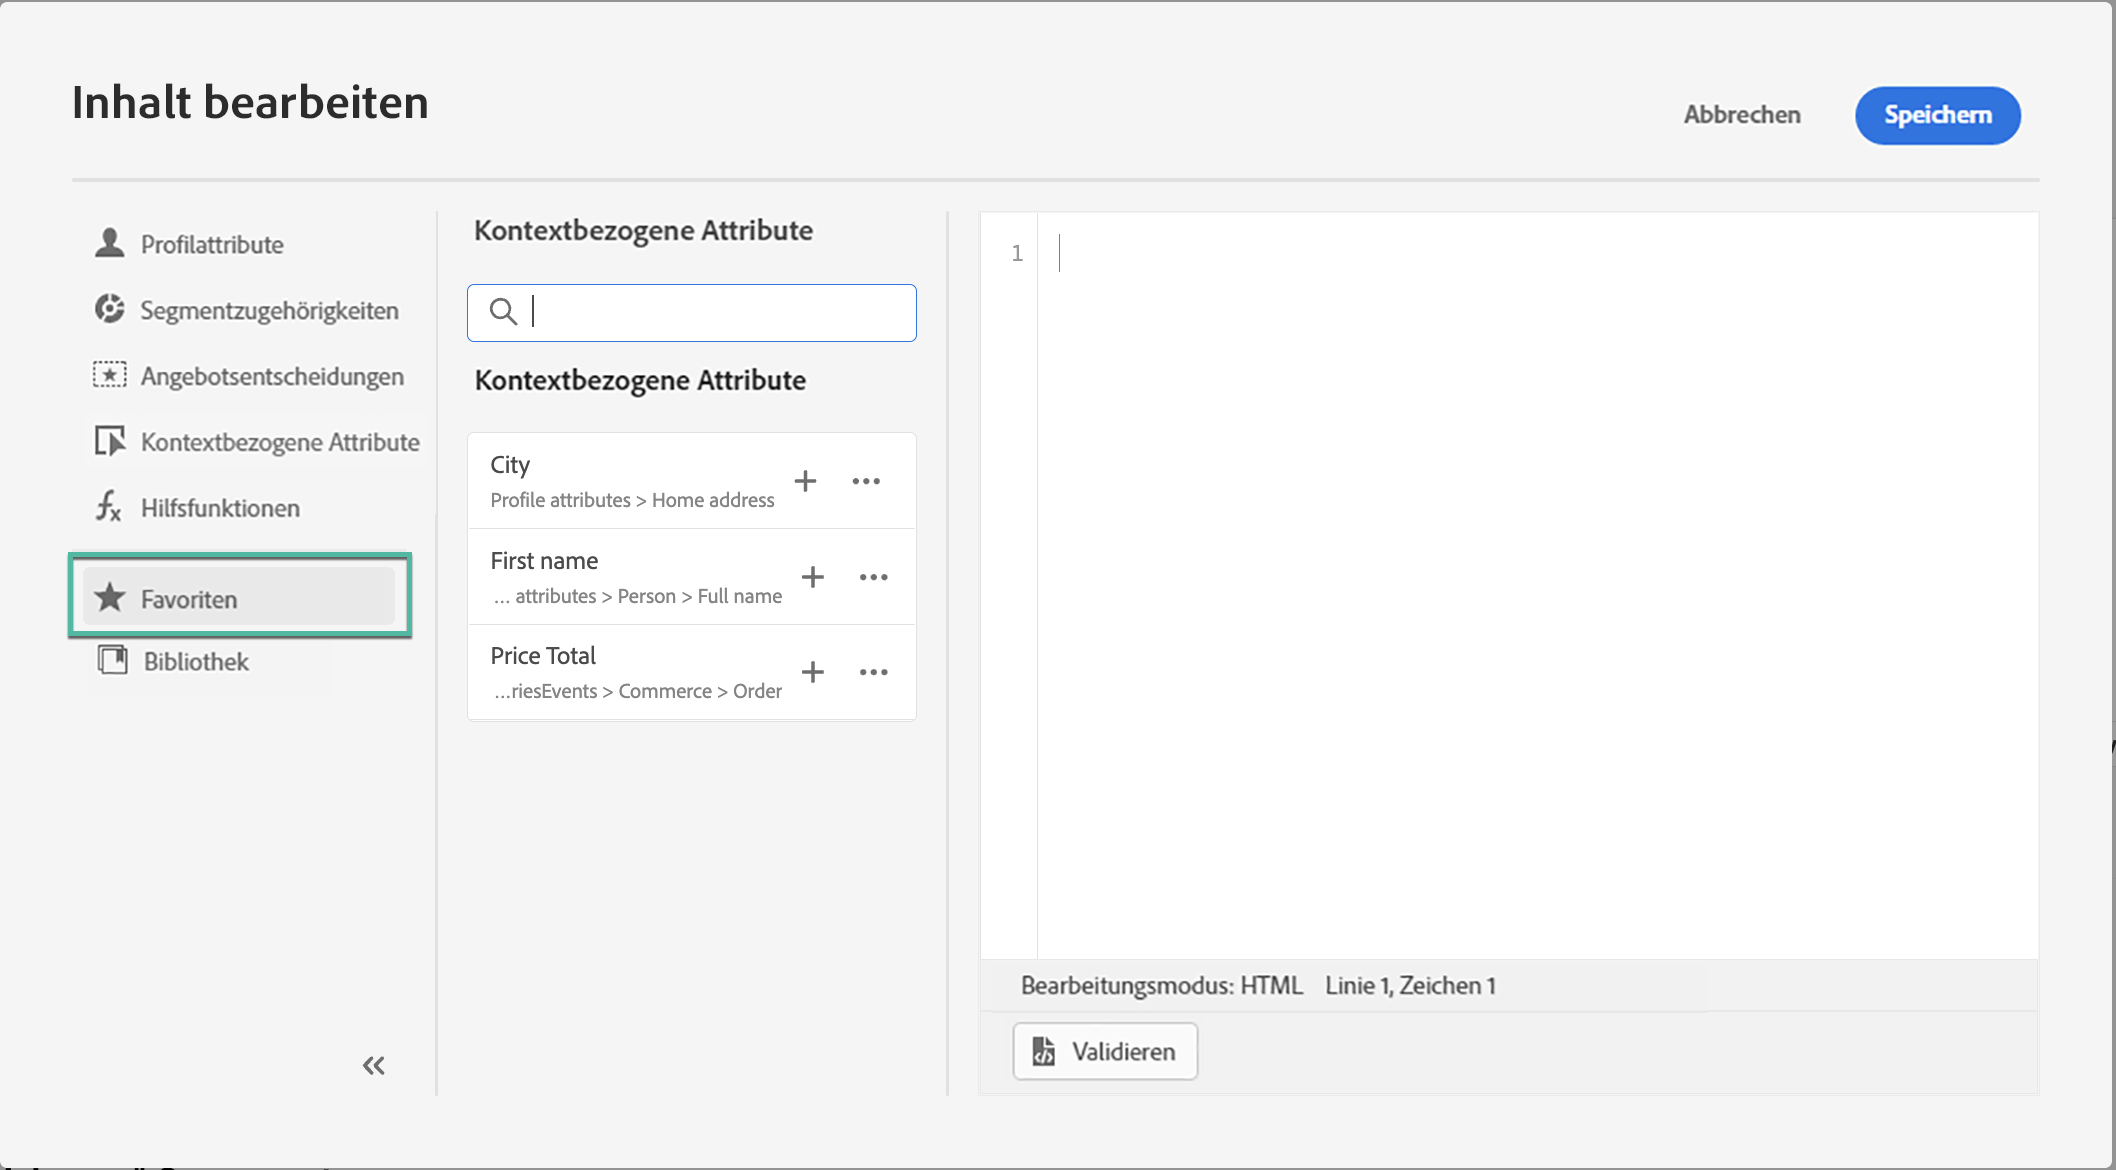 Inhalt bearbeiten
Abbrechen
Speichern
Profilattribute
Segmentzugehörigkeiten
Angebotsentscheidungen
Kontextbezogene Attribute
Hilfsfunktionen
Favoriten
Bibliothek
Kontextbezogene Attribute
Kontextbezogene Attribute
City
Profile attributes > Home address
First name
... attributes > Person > Full name
Price Total
...riesEvents > Commerce > Order
1
Bearbeitungsmodus: HTML Linie 1, Zeichen 1
Validieren